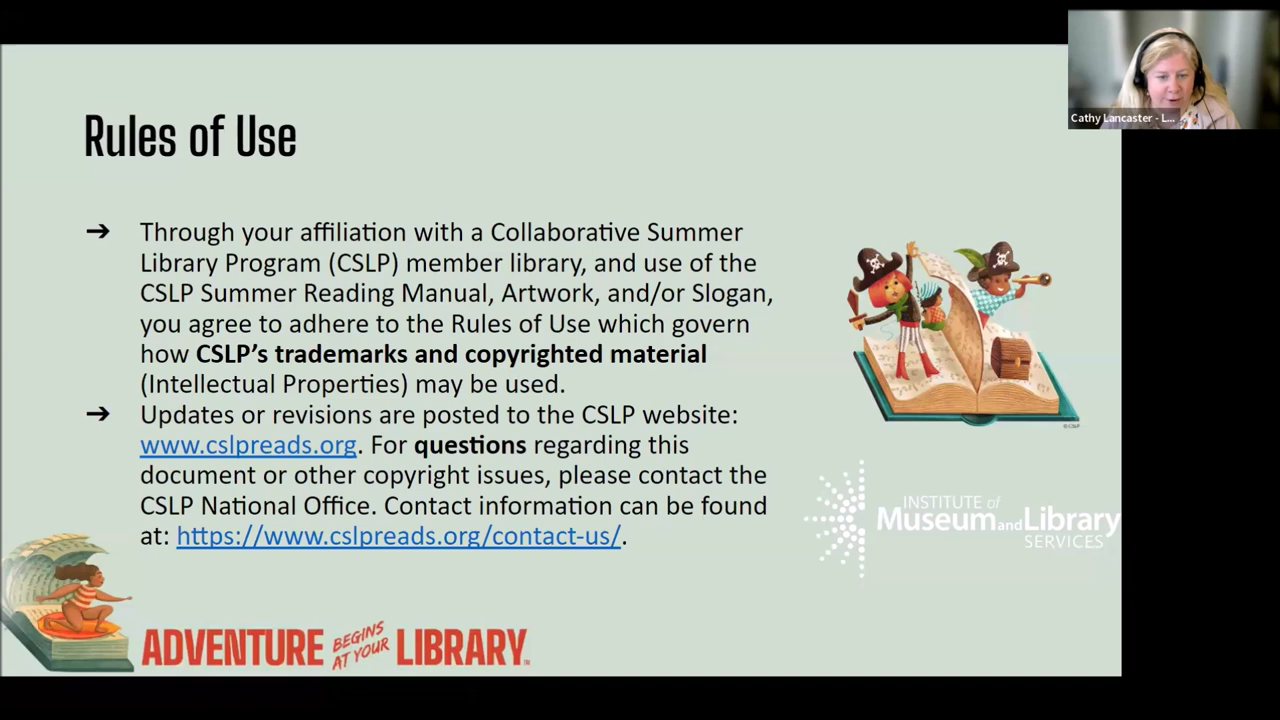 Cathy Lancaster - L...
Rules of Use
➔ Through your affiliation with a Collaborative Summer
Library Program (CSLP) member library, and use of the
CSLP Summer Reading Manual, Artwork, and/or Slogan,
you agree to adhere to the Rules of Use which govern
how CSLP’s trademarks and copyrighted material
(Intellectual Properties) may be used.
➔ Updates or revisions are posted to the CSLP website:
www.cslpreads.org. For questions regarding this
document or other copyright issues, please contact the
CSLP National Office. Contact information can be found
at: https://www.cslpreads.org/contact-us/.
©CSLP
INSTITUTE of
Museum and Library
SERVICES
ADVENTURE BEGINS AT YOUR LIBRARY™